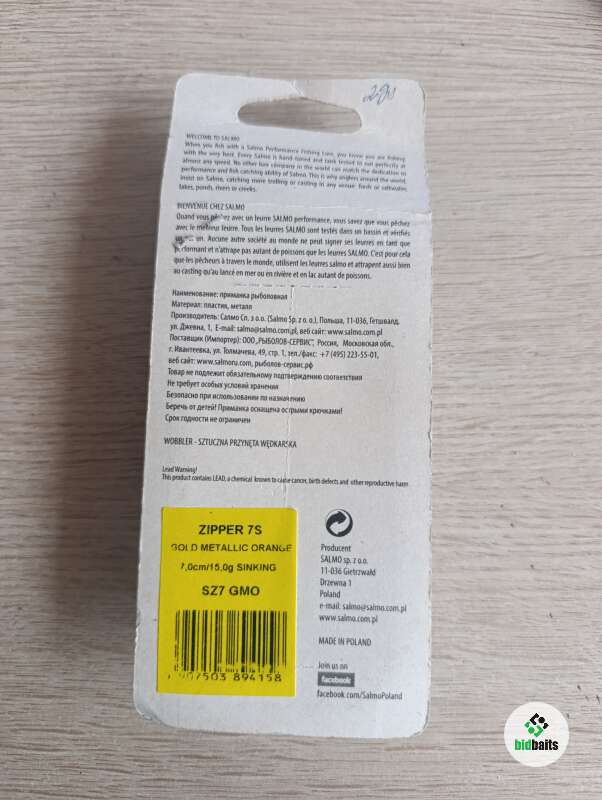 WELCOME TO SALMO
When you fish with a Salmo Performance Fishing Lure, you know you are fishing
with the very best. Every Salmo is hand-tuned and tank tested to run perfectly at
almost any speed. No other lure company in the world can match the dedication to
performance and fish catching ability of Salmo. This is why anglers around the world
insist on Salmo, catching more trolling or casting in any venue: fresh or saltwater,
lakes, ponds, rivers or creeks.
BIENVENUE CHEZ SALMO
Quand vous pêchez avec un leurre SALMO performance, vous savez que vous pêchez
avec le meilleur leurre. Tous les SALMO sont testés dans un bassin et vérifiés
un. Aucune autre société au monde ne peut signer ses leurres en tant que
performant et n'attrape pas autant de poissons que les leurres SALMO. C'est pour cela
que les pêcheurs à travers le monde, utilisent les leurres salmo et attrapent aussi bien
au casting qu'au lancé en mer ou en rivière et en lac autant de poissons.
Наименование: приманка рыболовная
Материал: пластик, металл
Производитель: Салмо Сп. з о.о. (Salmo Sp. z o. o.), Польша, 11-036, Гетшвалд,
ул. Джевна, 1, E-mail: salmo@salmo.com.pl, веб сайт: www.salmo.com.pl
Поставщик (Импортер): ООО „РЫБОЛОВ-СЕРВИС", Россия, Московская обл.,
г. Ивантеевка, ул. Толмачева, 49, стр. 1, тел./факс: +7 (495) 223-55-01,
веб сайт: www.salmoru.com, рыболов-сервис.рф
Товар не подлежит обязательному подтверждению соответствия
Не требует особых условий хранения
Безопасно при использовании по назначению
Беречь от детей! Приманка оснащена острыми крючками!
Срок годности не ограничен
WOBBLER - SZTUCZNA PRZYNĘTA WĘDKARSKA
Lead Warning!
This product contains LEAD, a chemical known to cause cancer, birth defects and other reproductive harm
ZIPPER 7S
GOLD METALLIC ORANGE
7,0cm/15,0g SINKING
SZ7 GMO
907503 894158
Producent
SALMO sp. z o.o.
11-036 Gietrzwałd
Drzewna 1
Poland
e-mail: salmo@salmo.com.pl
www.salmo.com.pl
MADE IN POLAND
Join us on
facebook
facebook.com/SalmoPoland
bidbaits